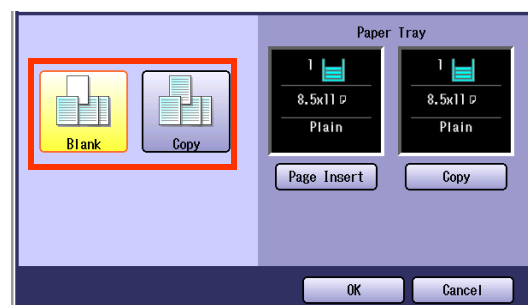 Paper Tray
Blank
Copy
1
8.5x11
Plain
1
8.5x11
Plain
Page Insert
Copy
OK
Cancel